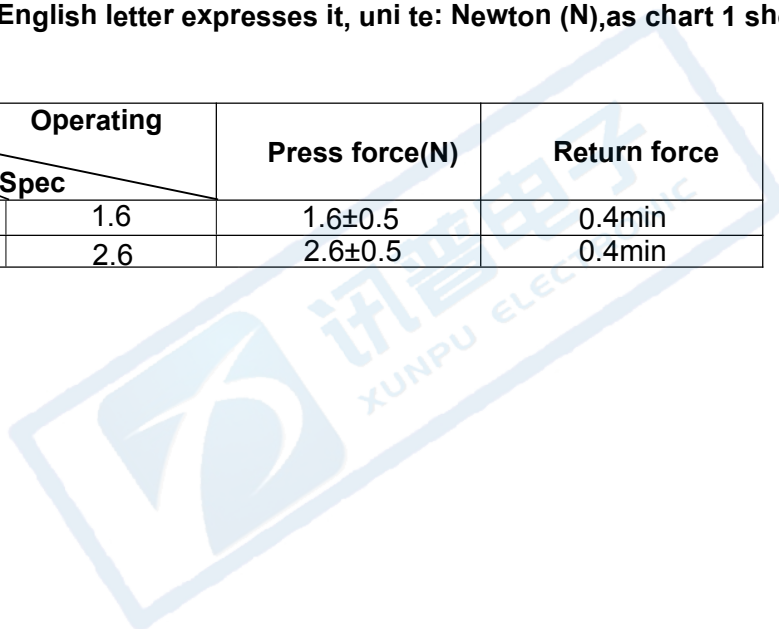 English letter expresses it, uni te: Newton (N),as chart 1 sh
Operating
Spec
Press force(N)
Return force
1.6 1.6±0.5 0.4min
2.6 2.6±0.5 0.4min
讯普电子
XUNPU ELECTRONIC